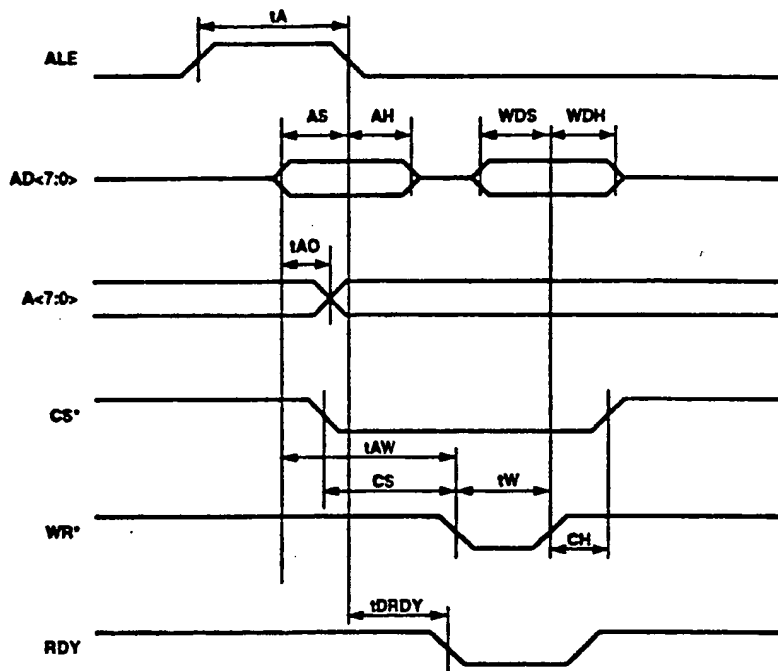 tA
ALE
AS AH WDS WDH
AD<7:0>
tAO
A<7:0>
CS*
tAW
CS tW
WR*
CH
tDRDY
RDY